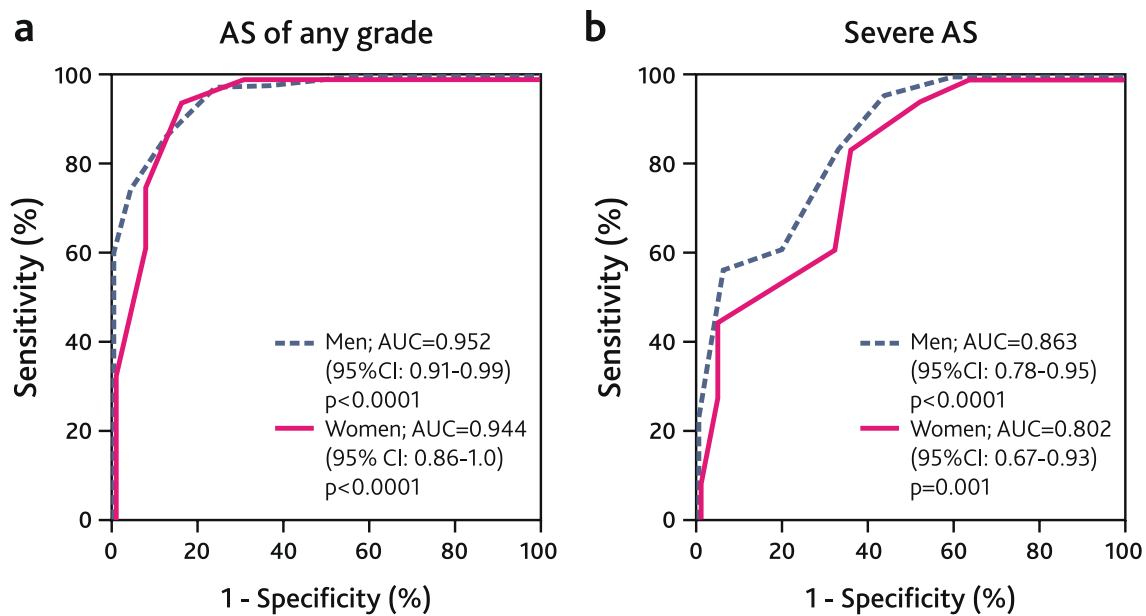 a
AS of any grade
Sensitivity (%)
100
80
60
40
20
0
Men; AUC=0.952
(95%CI: 0.91-0.99)
p<0.0001
Women; AUC=0.944
(95% CI: 0.86-1.0)
p<0.0001
0 20 40 60 80 100
1 - Specificity (%)
b
Severe AS
Sensitivity (%)
100
80
60
40
20
0
Men; AUC=0.863
(95%CI: 0.78-0.95)
p<0.0001
Women; AUC=0.802
(95%CI: 0.67-0.93)
p=0.001
0 20 40 60 80 100
1 - Specificity (%)